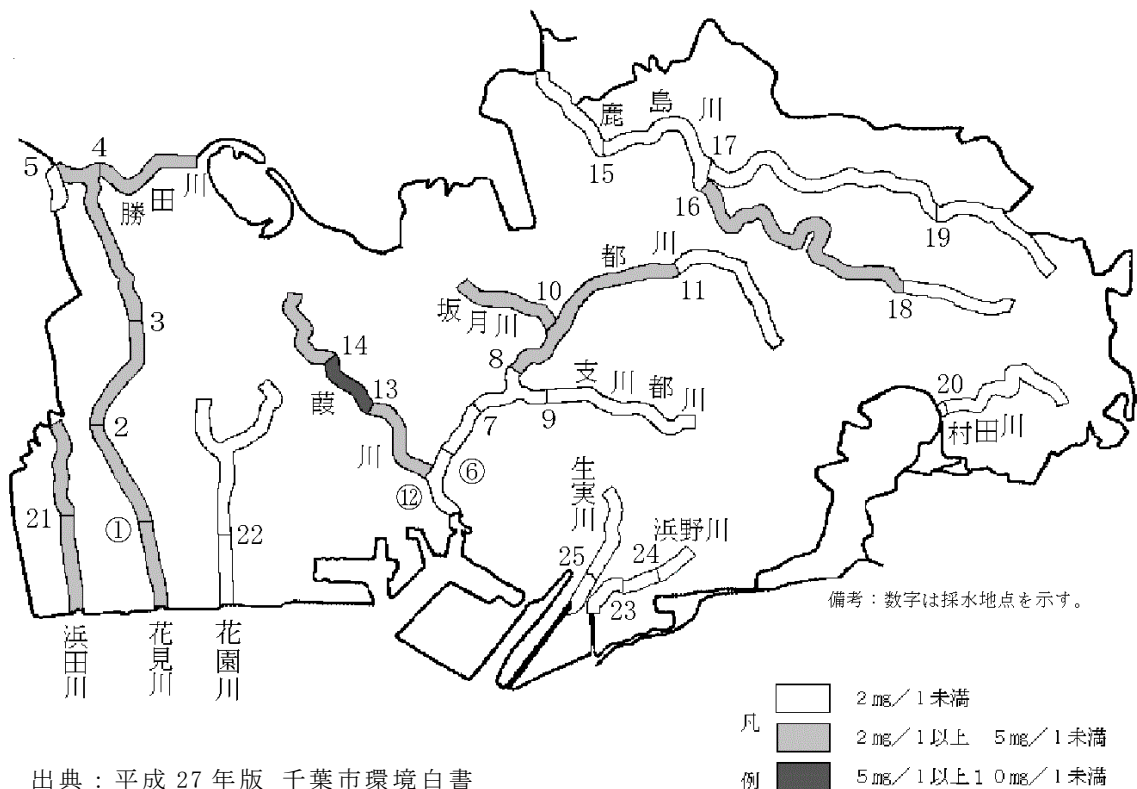 鹿島川
17
15
4
5
勝田川
16
19
都川
10
11
坂月川
18
3
14
8
支川都川
13
葭川
9
20
村田川
2
7
⑥
生実川
⑫
浜野川
21
①
22
25
24
23
備考：数字は採水地点を示す。
浜田川
花見川
花園川
凡例
2㎎／l未満
2㎎／l以上 5㎎／l未満
5㎎／l以上10㎎／l未満
出典：平成27年版 千葉市環境白書